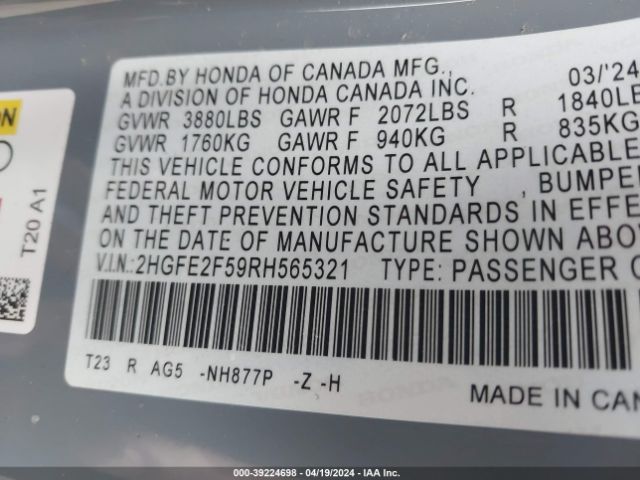 MFD. BY HONDA OF CANADA MFG., 03/'24
A DIVISION OF HONDA CANADA INC.
GVWR 3880LBS GAWR F 2072LBS R 1840LB
GVWR 1760KG GAWR F 940KG R 835KG
THIS VEHICLE CONFORMS TO ALL APPLICABLE
FEDERAL MOTOR VEHICLE SAFETY , BUMPE
AND THEFT PREVENTION STANDARDS IN EFFE
ON THE DATE OF MANUFACTURE SHOWN ABO
V.I.N.:2HGFE2F59RH565321 TYPE: PASSENGER C
T23 R AG5 -NH877P -Z -H
MADE IN CAN
ON
T20 A1
000-39224698 - 04/19/2024 - IAA Inc.